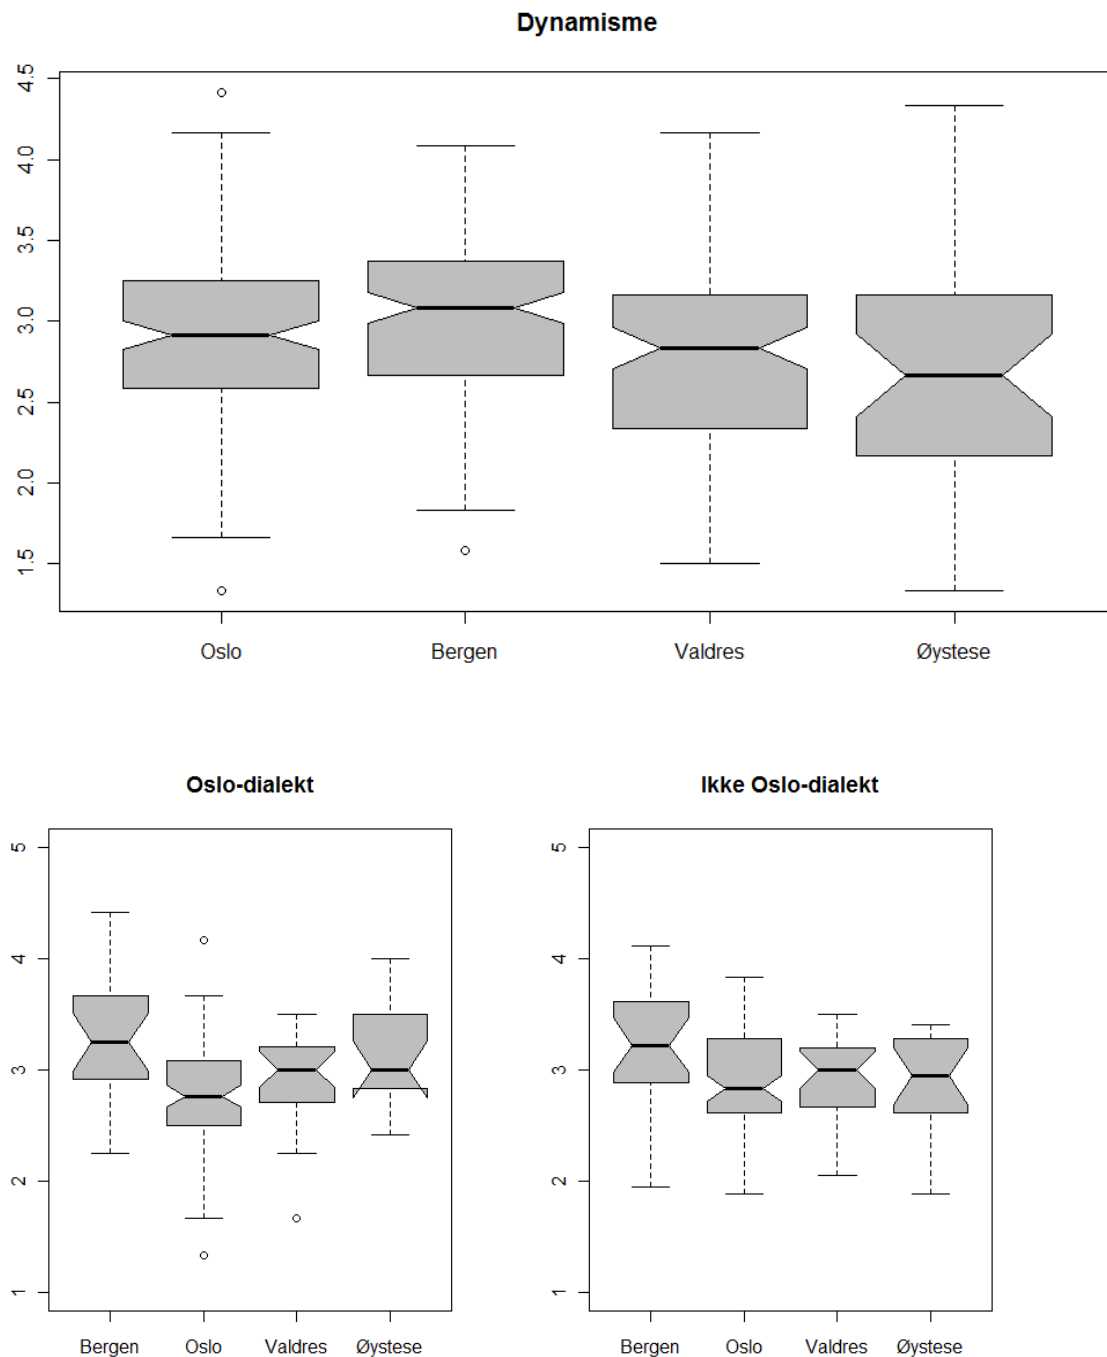 Dynamisme
4.5
4.0
3.5
3.0
2.5
2.0
1.5
Oslo Bergen Valdres Øystese
Oslo-dialekt
5
4
3
2
1
Bergen Oslo Valdres Øystese
Ikke Oslo-dialekt
5
4
3
2
1
Bergen Oslo Valdres Øystese